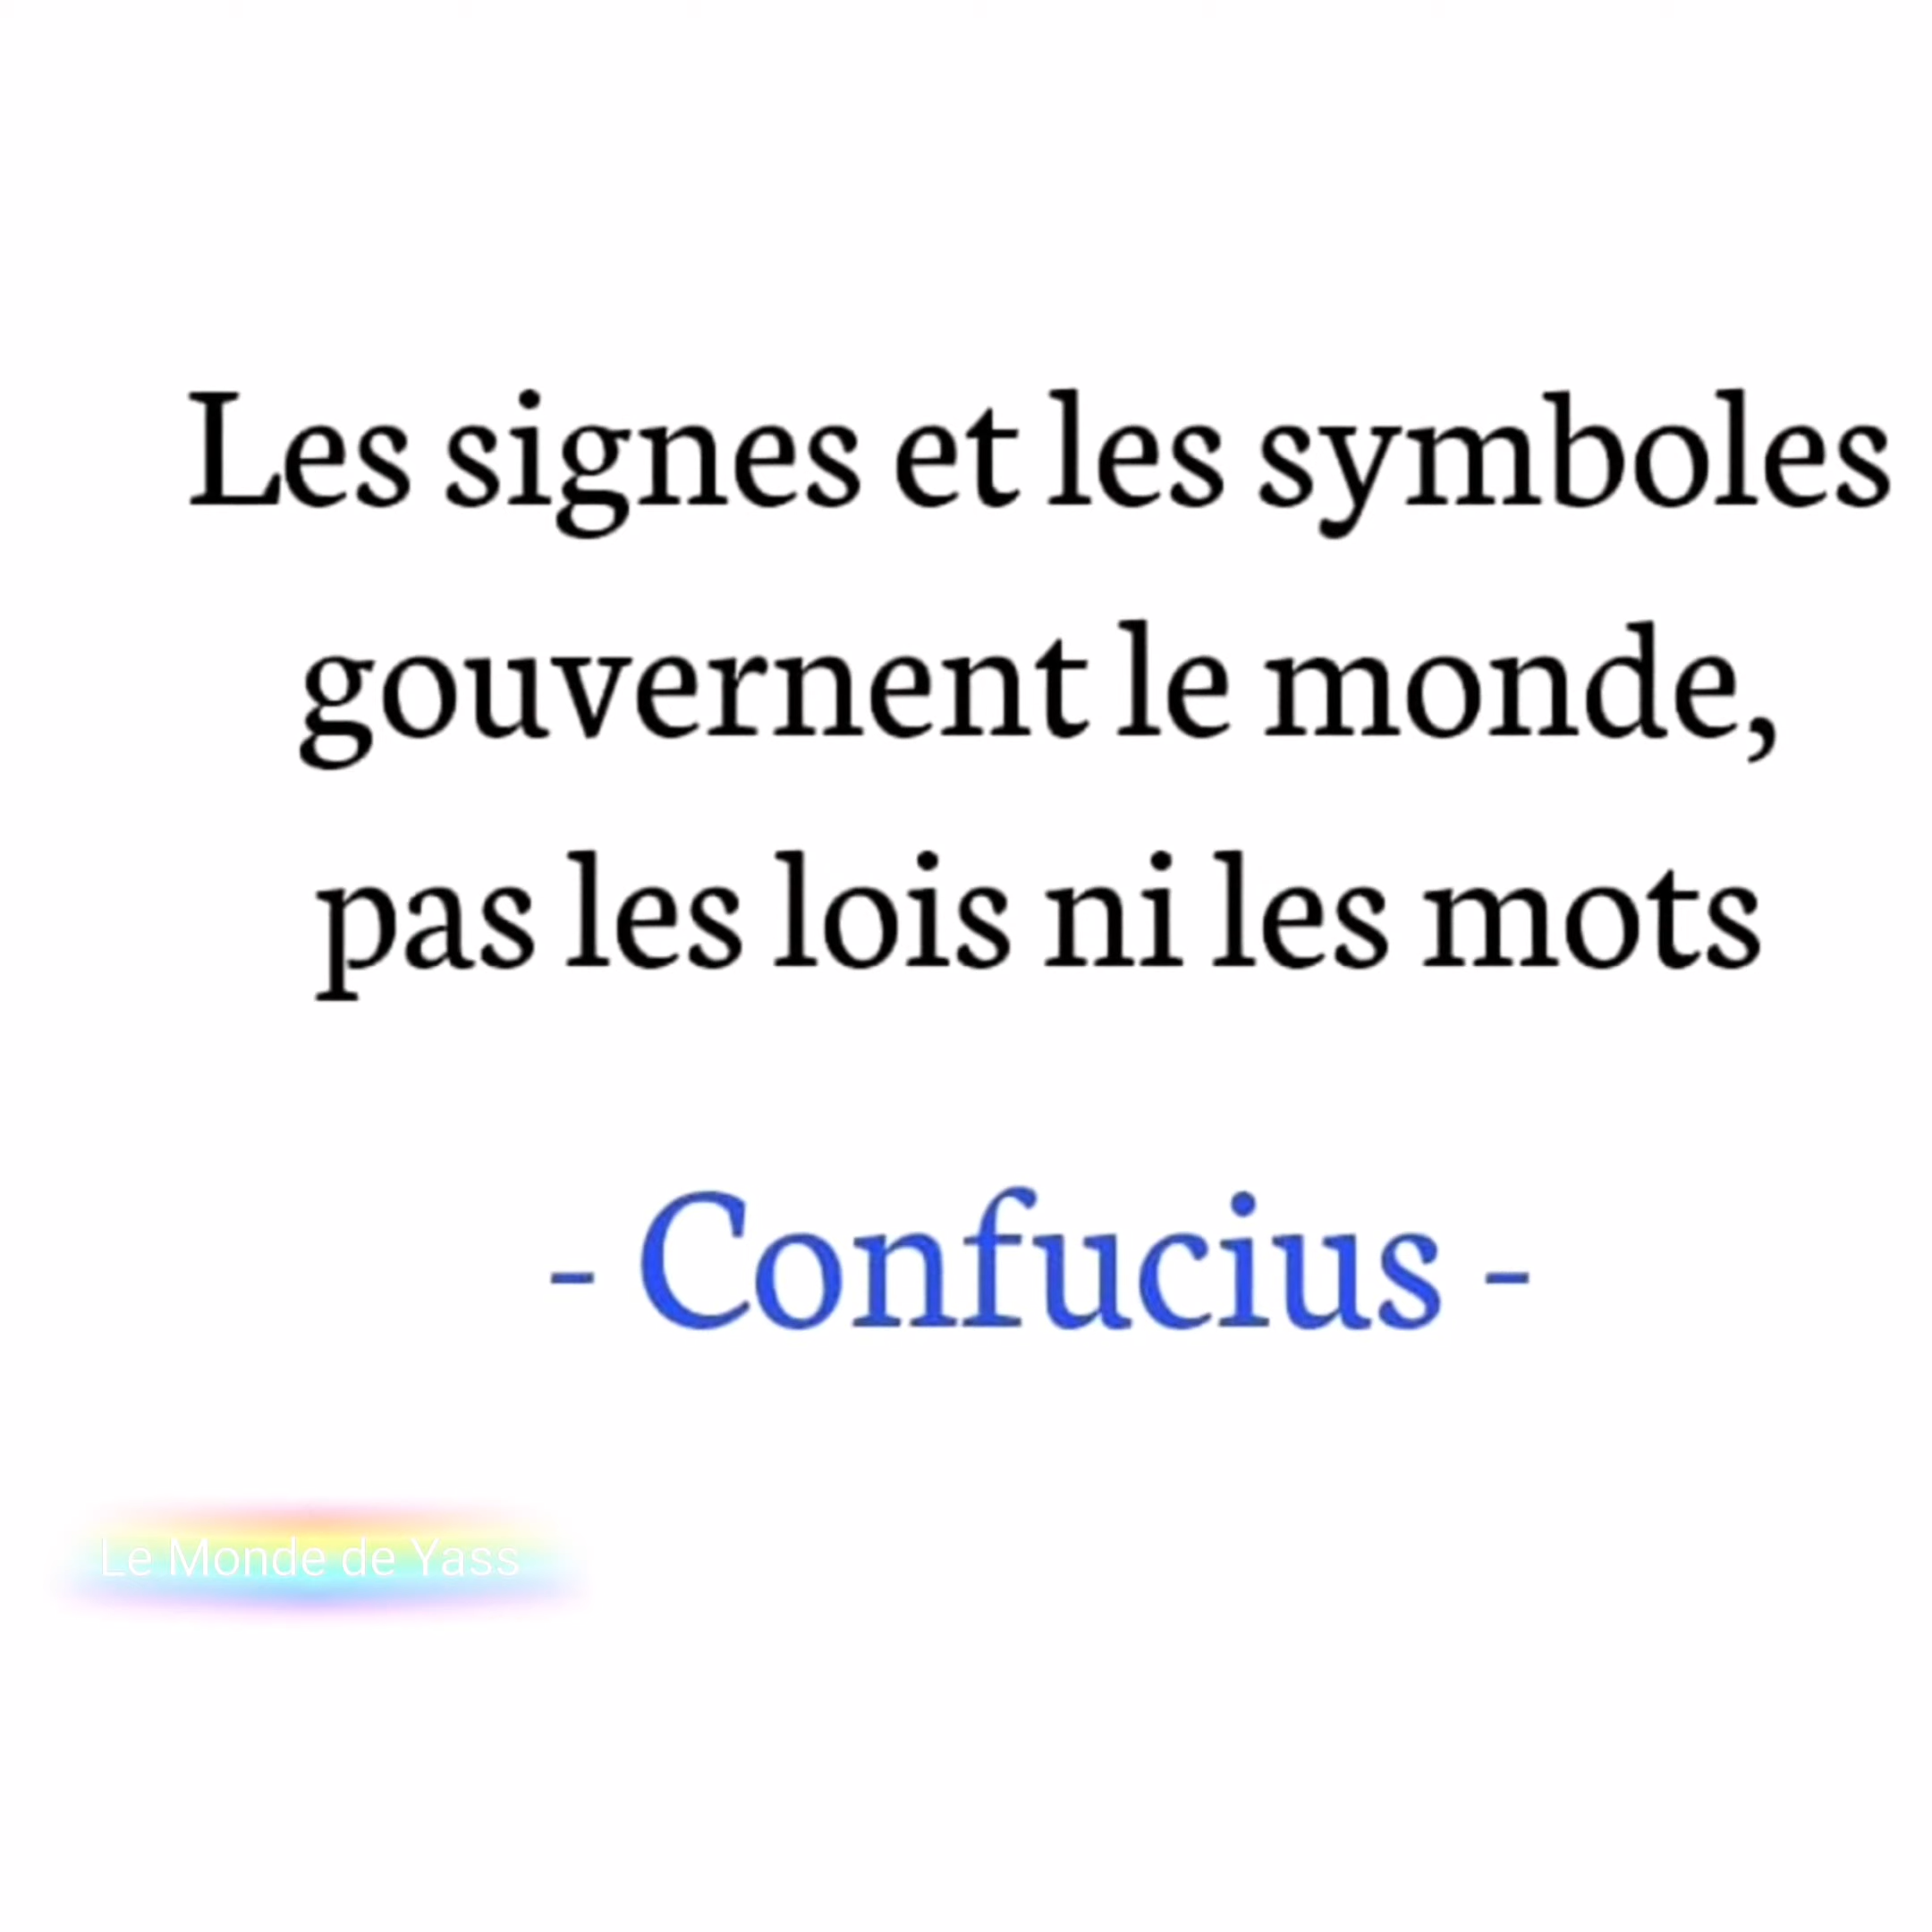 Les signes et les symboles
gouvernent le monde,
pas les lois ni les mots
- Confucius -
Le Monde de Yass